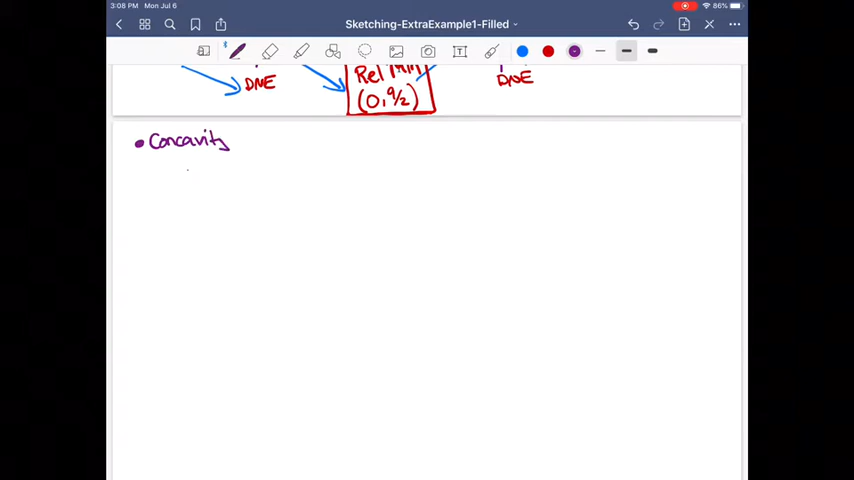 3:08 PM Mon Jul 6
86%
Sketching-ExtraExample1-Filled
DNE
Rel Min
(0, 9/2)
DNE
• Concavity